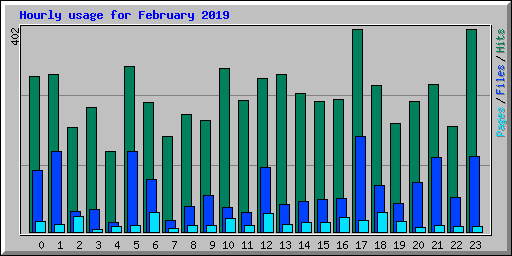 Hourly usage for February 2019
402
Pages / Files / Hits
0 1 2 3 4 5 6 7 8 9 10 11 12 13 14 15 16 17 18 19 20 21 22 23